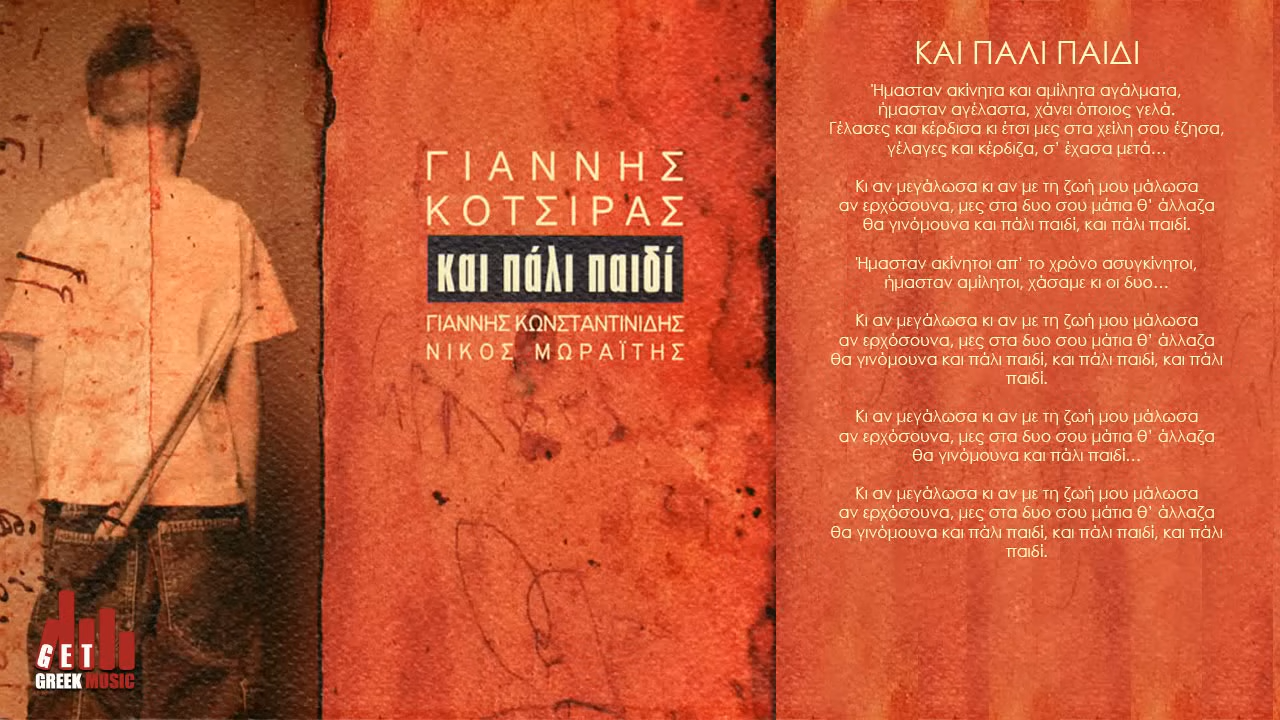 ΓΙΑΝΝΗΣ
ΚΟΤΣΙΡΑΣ
και πάλι παιδί
ΓΙΑΝΝΗΣ ΚΩΝΣΤΑΝΤΙΝΙΔΗΣ
ΝΙΚΟΣ ΜΩΡΑΪΤΗΣ
GET
GREEK MUSIC
ΚΑΙ ΠΑΛΙ ΠΑΙΔΙ
Ήμασταν ακίνητα και αμίλητα αγάλματα,
ήμασταν αγέλαστα, χάνει όποιος γελά.
Γέλασες και κέρδισα κι έτσι μες στα χείλη σου έζησα,
γέλαγες και κέρδιζα, σ' έχασα μετά…
Κι αν μεγάλωσα κι αν με τη ζωή μου μάλωσα
αν ερχόσουνα, μες στα δυο σου μάτια θ' άλλαζα
θα γινόμουνα και πάλι παιδί, και πάλι παιδί.
Ήμασταν ακίνητοι απ' το χρόνο ασυγκίνητοι,
ήμασταν αμίλητοι, χάσαμε κι οι δυο…
Κι αν μεγάλωσα κι αν με τη ζωή μου μάλωσα
αν ερχόσουνα, μες στα δυο σου μάτια θ' άλλαζα
θα γινόμουνα και πάλι παιδί, και πάλι παιδί, και πάλι
παιδί.
Κι αν μεγάλωσα κι αν με τη ζωή μου μάλωσα
αν ερχόσουνα, μες στα δυο σου μάτια θ' άλλαζα
θα γινόμουνα και πάλι παιδί…
Κι αν μεγάλωσα κι αν με τη ζωή μου μάλωσα
αν ερχόσουνα, μες στα δυο σου μάτια θ' άλλαζα
θα γινόμουνα και πάλι παιδί, και πάλι παιδί, και πάλι
παιδί.